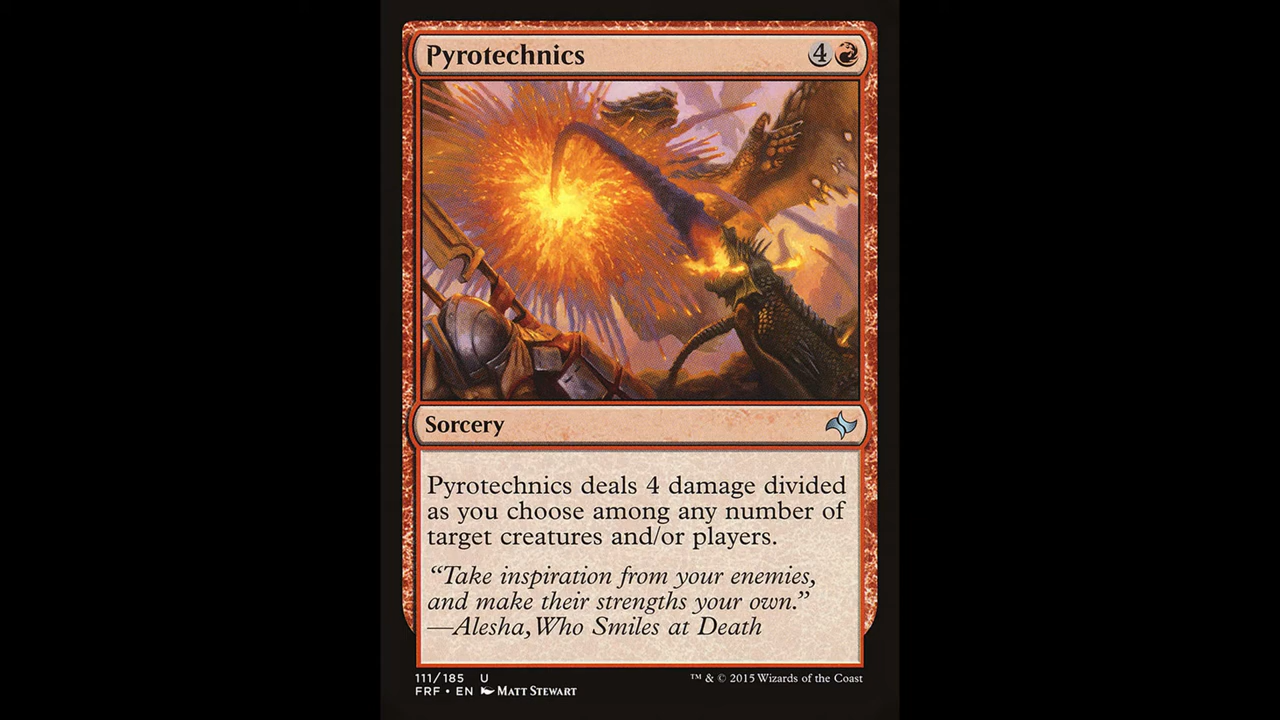 Pyrotechnics 4
Sorcery
Pyrotechnics deals 4 damage divided
as you choose among any number of
target creatures and/or players.
“Take inspiration from your enemies,
and make their strengths your own.”
—Alesha, Who Smiles at Death
111/185 U
FRF • EN Matt Stewart
™ & © 2015 Wizards of the Coast